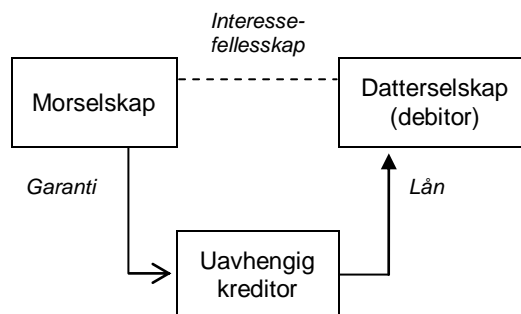 Interesse-
fellesskap
Morselskap
Datterselskap
(debitor)
Garanti
Lån
Uavhengig
kreditor